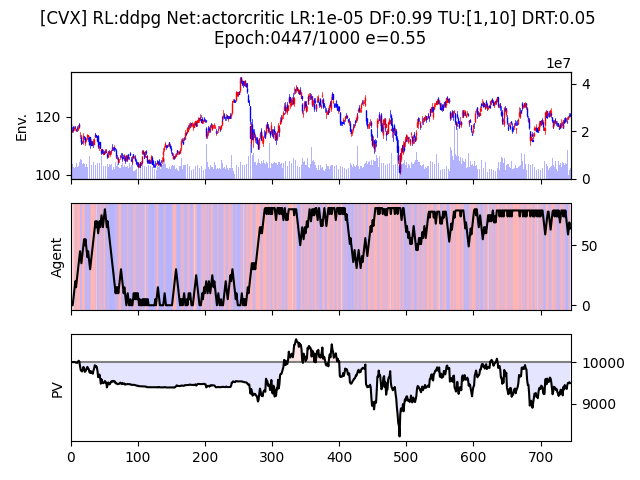 [CVX] RL:ddpg Net:actorcritic LR:1e-05 DF:0.99 TU:[1,10] DRT:0.05
Epoch:0447/1000 e=0.55
1e7
Env.
120
100
4
2
0
Agent
50
0
PV
10000
9000
0 100 200 300 400 500 600 700